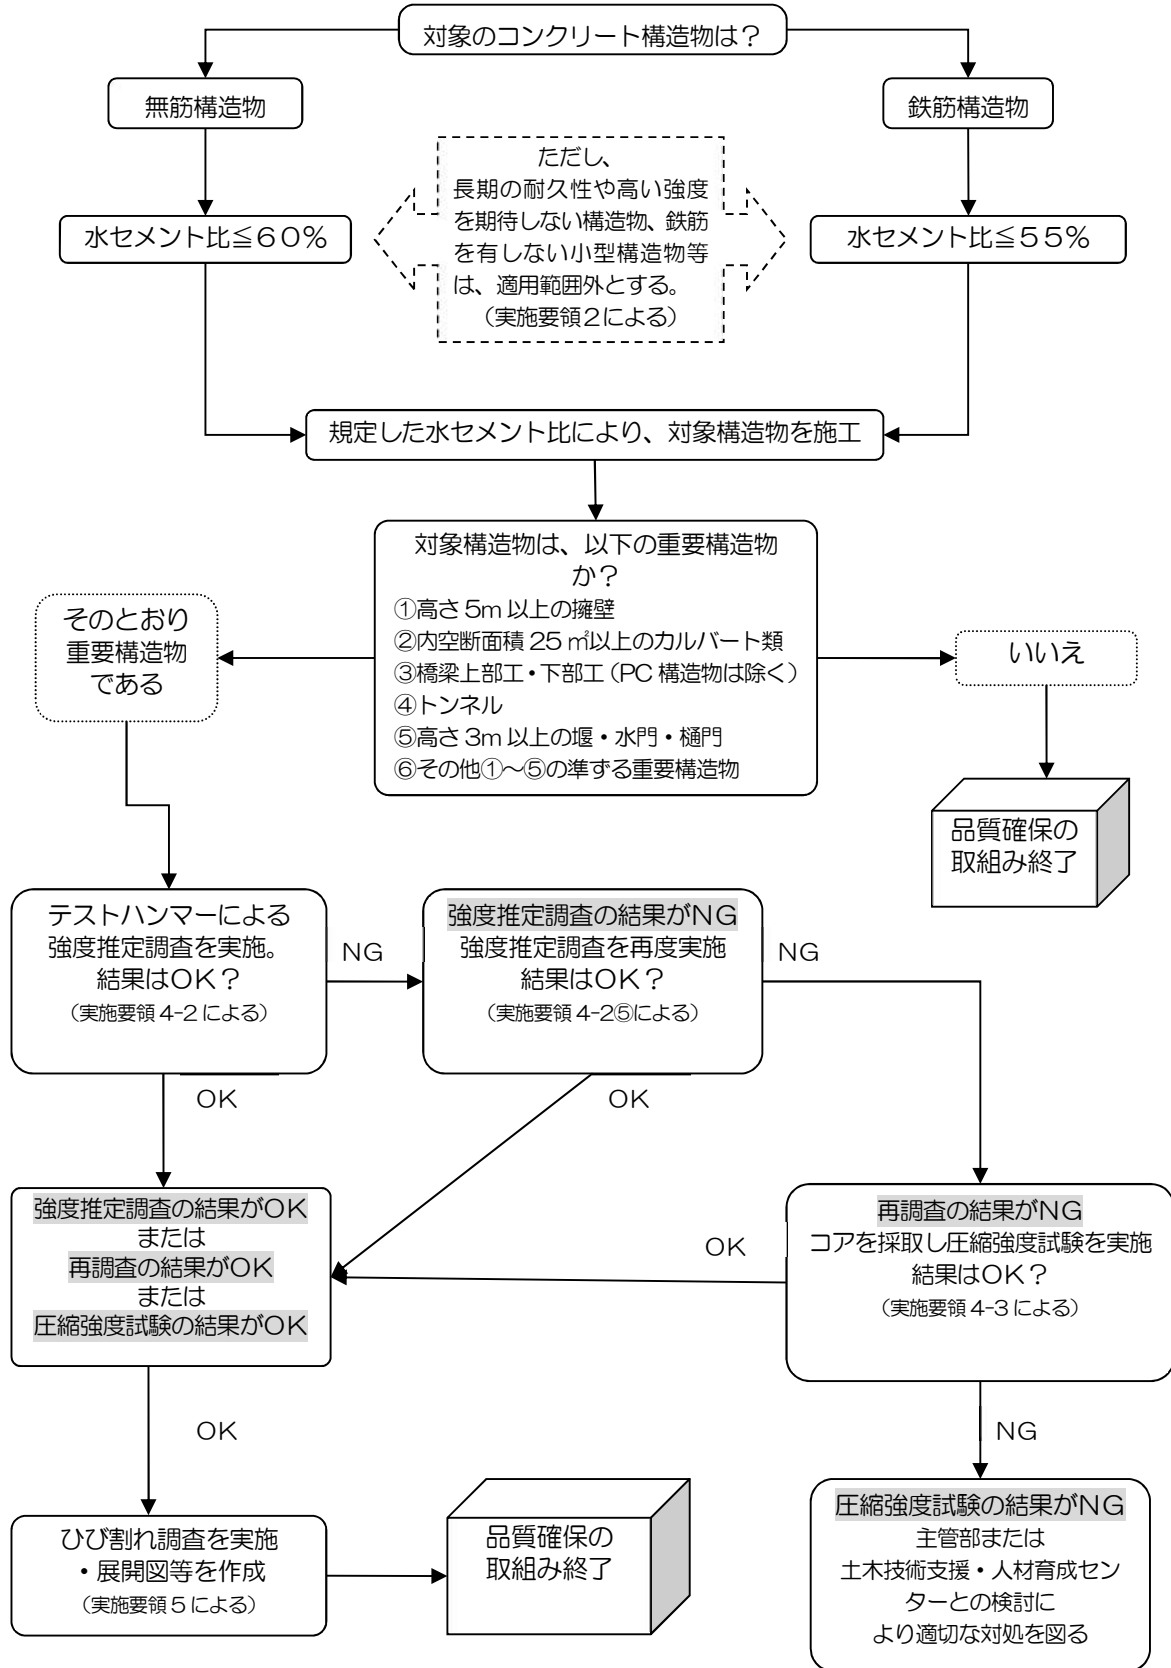 対象のコンクリート構造物は？
無筋構造物
鉄筋構造物
ただし、
長期の耐久性や高い強度
を期待しない構造物、鉄筋
を有しない小型構造物等
は、適用範囲外とする。
（実施要領２による）
水セメント比≦６０％
水セメント比≦５５％
規定した水セメント比により、対象構造物を施工
対象構造物は、以下の重要構造物
か？
①高さ 5m 以上の擁壁
②内空断面積 25 ㎡以上のカルバート類
③橋梁上部工・下部工（PC 構造物は除く）
④トンネル
⑤高さ 3m 以上の堰・水門・樋門
⑥その他①～⑤の準ずる重要構造物
そのとおり
重要構造物
である
いいえ
品質確保の
取組み終了
テストハンマーによる
強度推定調査を実施。
結果はＯＫ？
（実施要領 4-2 による）
NG
強度推定調査の結果がＮＧ
強度推定調査を再度実施
結果はＯＫ？
（実施要領 4-2⑤による）
NG
OK
OK
強度推定調査の結果がＯＫ
または
再調査の結果がＯＫ
または
圧縮強度試験の結果がＯＫ
OK
再調査の結果がＮＧ
コアを採取し圧縮強度試験を実施
結果はＯＫ？
（実施要領 4-3 による）
OK
NG
ひび割れ調査を実施
・展開図等を作成
（実施要領 5 による）
品質確保の
取組み終了
圧縮強度試験の結果がＮＧ
主管部または
土木技術支援・人材育成セン
ターとの検討に
より適切な対処を図る